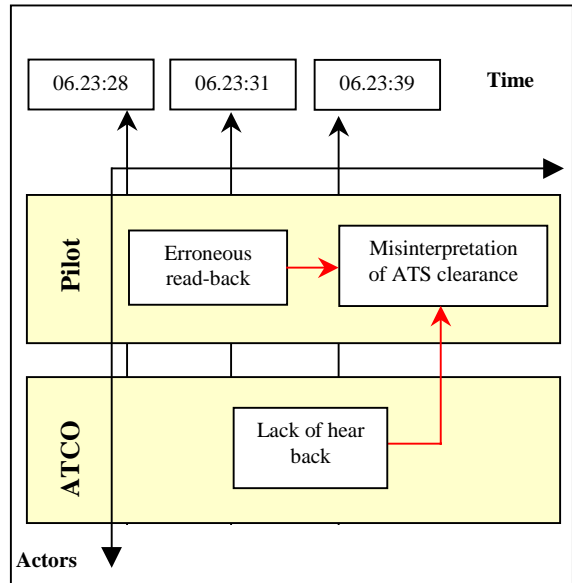 06.23:28
06.23:31
06.23:39
Time
Pilot
Erroneous
read-back
Misinterpretation
of ATS clearance
ATCO
Lack of hear
back
Actors